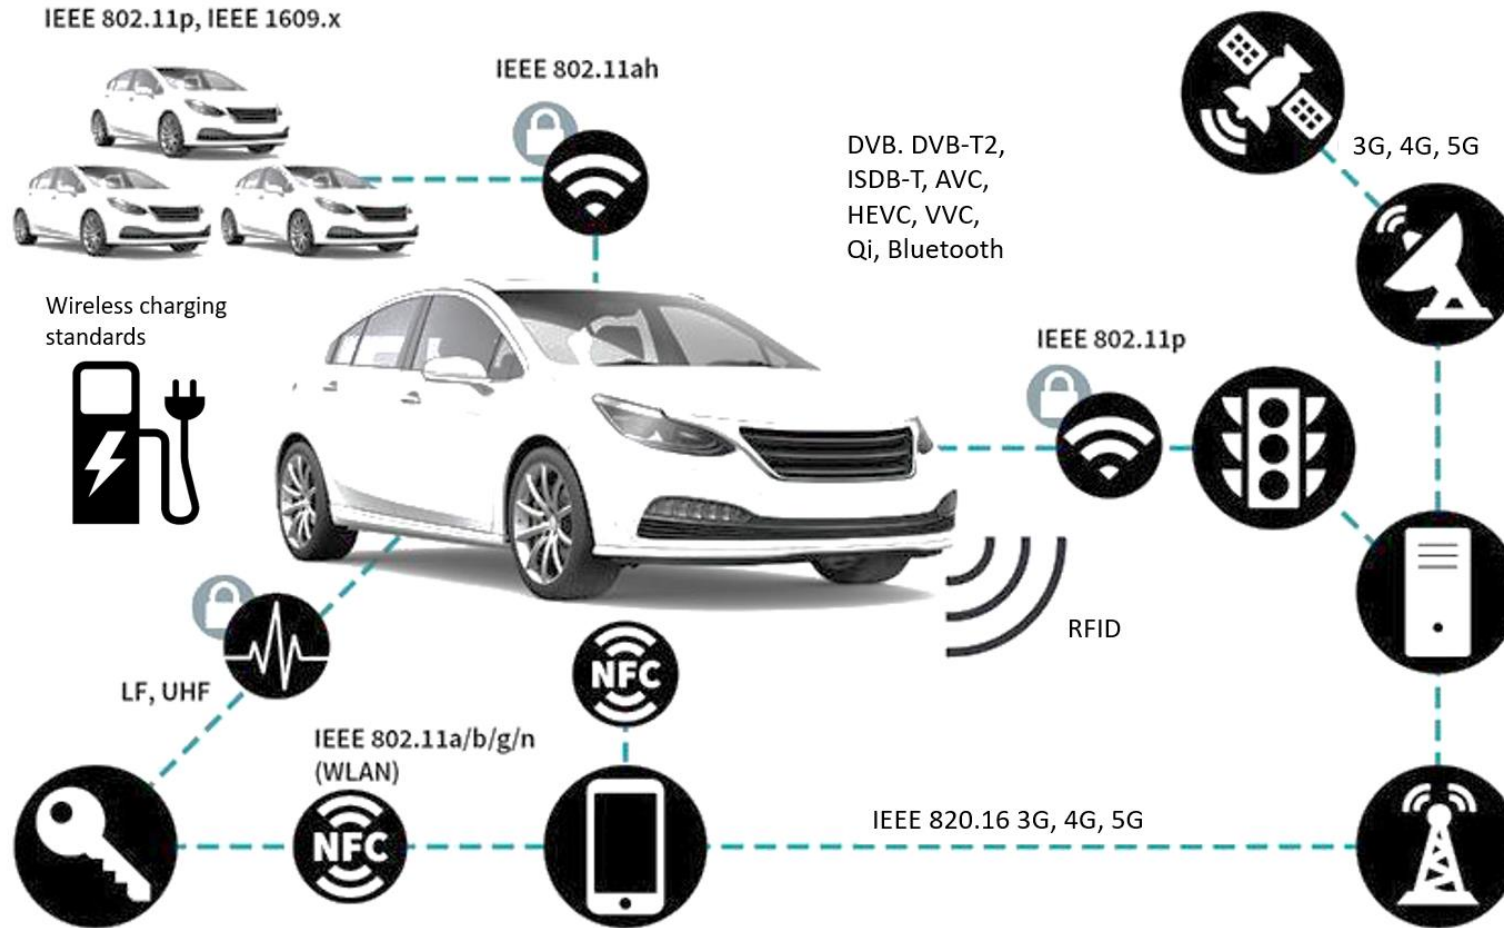 IEEE 802.11p, IEEE 1609.x
IEEE 802.11ah
DVB. DVB-T2,
ISDB-T, AVC,
HEVC, VVC,
Qi, Bluetooth
3G, 4G, 5G
Wireless charging
standards
IEEE 802.11p
RFID
LF, UHF
NFC
IEEE 802.11a/b/g/n
(WLAN)
NFC
IEEE 820.16 3G, 4G, 5G